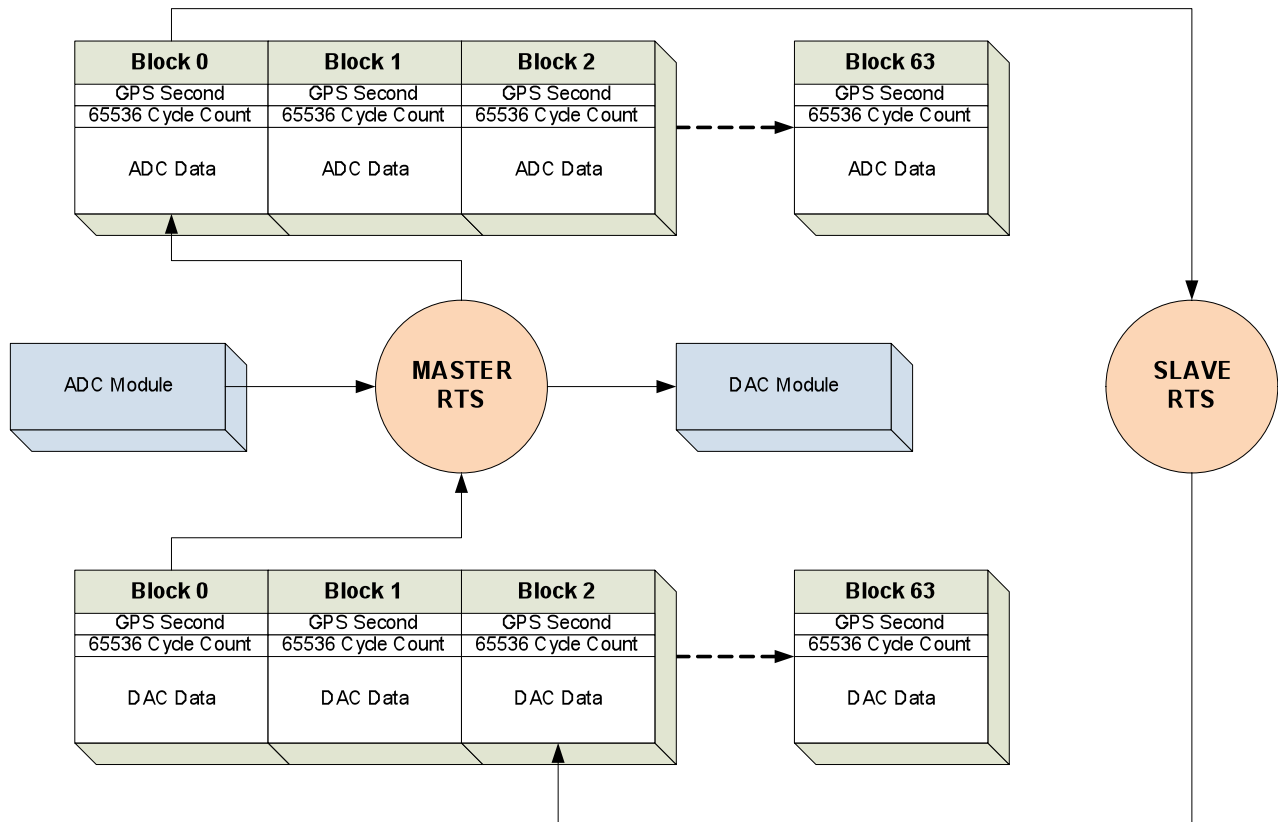 Block 0 Block 1 Block 2 Block 63
GPS Second GPS Second GPS Second GPS Second
65536 Cycle Count 65536 Cycle Count 65536 Cycle Count 65536 Cycle Count
ADC Data ADC Data ADC Data ADC Data
ADC Module
MASTER
RTS
DAC Module
SLAVE
RTS
Block 0 Block 1 Block 2 Block 63
GPS Second GPS Second GPS Second GPS Second
65536 Cycle Count 65536 Cycle Count 65536 Cycle Count 65536 Cycle Count
DAC Data DAC Data DAC Data DAC Data